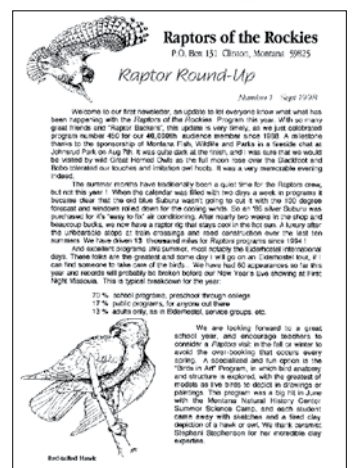 Raptors of the Rockies
P.O. Box 131 Clinton, Montana 59825
Raptor Round-Up
Number 1 Sept 1998
Welcome to our first newsletter, an update to let everyone know what what has
been happening with the Raptors of the Rockies Program this year. With so many
great friends and "Raptor Backers", this update is very timely, as we just celebrated
program number 450 for our 40,000th audience member since 1988. A milestone
thanks to the sponsorship of Montana Fish, Wildlife and Parks in a fireside chat at
Johnsrud Park on Aug 7th. It was quite dark at the finish, and I was sure that we would
be visited by wild Great Horned Owls as the full moon rose over the Blackfoot and
Bobo tolerated our touches and imitation owl hoots. It was a very memorable evening
indeed.
The summer months have traditionally been a quiet time for the Raptors crew,
but not this year! When the calendar was filled with two days a week in programs it
became clear that the old blue Suburu wasn't going to cut it with the 100 degree
forecast and windows rolled down for the cooling winds. So an '95 silver Suburu was
purchased for it's "easy to fix" air conditioning. After nearly two weeks in the shop and
beaucoup bucks, we now have a raptor rig that stays cool in the hot sun. A luxury after
the unbearable stops at train crossings and road construction over the last ten
summers. We have driven 13 thousand miles for Raptors programs since 1994!
And excellent programs this summer, most notably the Elderhostel international
days. These folks are the greatest and some day I will go on an Elderhostel tour, if I
can find someone to take care of the birds. We have had 60 appearances so far this
year and records will probably be broken before our New Year's Eve showing at First
Night Missoula. This is typical breakdown for the year:
70 % school programs, preschool through college
17 % public programs, for anyone out there
13 % adults only, as in Elderhostel, service groups, etc.
We are looking forward to a great
school year, and encourage teachers to
consider a Raptors visit in the fall or winter to
avoid the over-booking that occurs every
spring. A specialized and fun option is the
"Birds in Art" Program, in which bird anatomy
and structure is explored, with the greatest of
models as live birds to depict in drawings or
paintings. This program was a big hit in June
with the Montana Natural History Center
Summer Science Camp, and each student
came away with sketches and a fired clay
depiction of a hawk or owl. We thank ceramic
Stephani Stephenson for her incredible clay
expertise.
Red-tailed Hawk